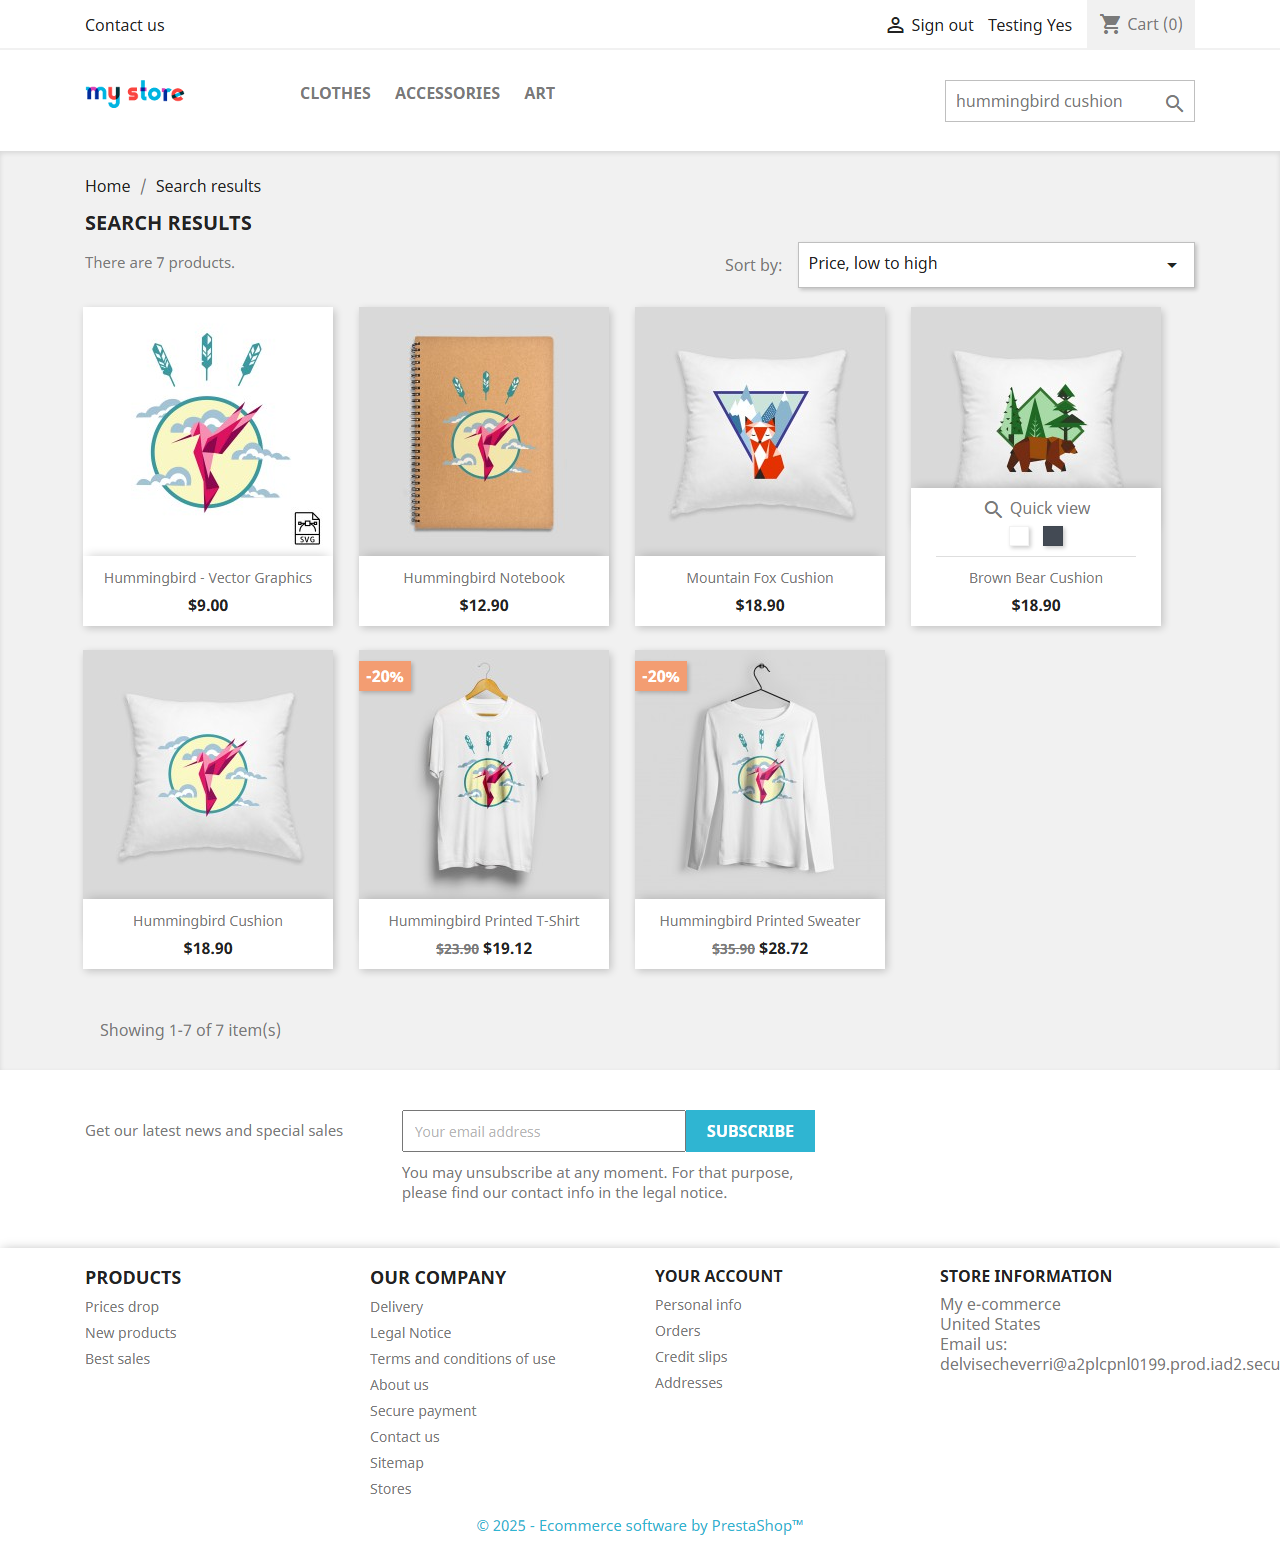 Contact us
Sign out
Testing Yes
Cart (0)
my store
CLOTHES
ACCESSORIES
ART
hummingbird cushion
Home / Search results
SEARCH RESULTS
There are 7 products.
Sort by:
Price, low to high
SVG
Hummingbird - Vector Graphics
$9.00
Hummingbird Notebook
$12.90
Mountain Fox Cushion
$18.90
Quick view
Brown Bear Cushion
$18.90
Hummingbird Cushion
$18.90
-20%
Hummingbird Printed T-Shirt
$23.90 $19.12
-20%
Hummingbird Printed Sweater
$35.90 $28.72
Showing 1-7 of 7 item(s)
Get our latest news and special sales
Your email address
SUBSCRIBE
You may unsubscribe at any moment. For that purpose,
please find our contact info in the legal notice.
PRODUCTS
Prices drop
New products
Best sales
OUR COMPANY
Delivery
Legal Notice
Terms and conditions of use
About us
Secure payment
Contact us
Sitemap
Stores
YOUR ACCOUNT
Personal info
Orders
Credit slips
Addresses
STORE INFORMATION
My e-commerce
United States
Email us:
delvisecheverri@a2plcpnl0199.prod.iad2.secu
© 2025 - Ecommerce software by PrestaShop™